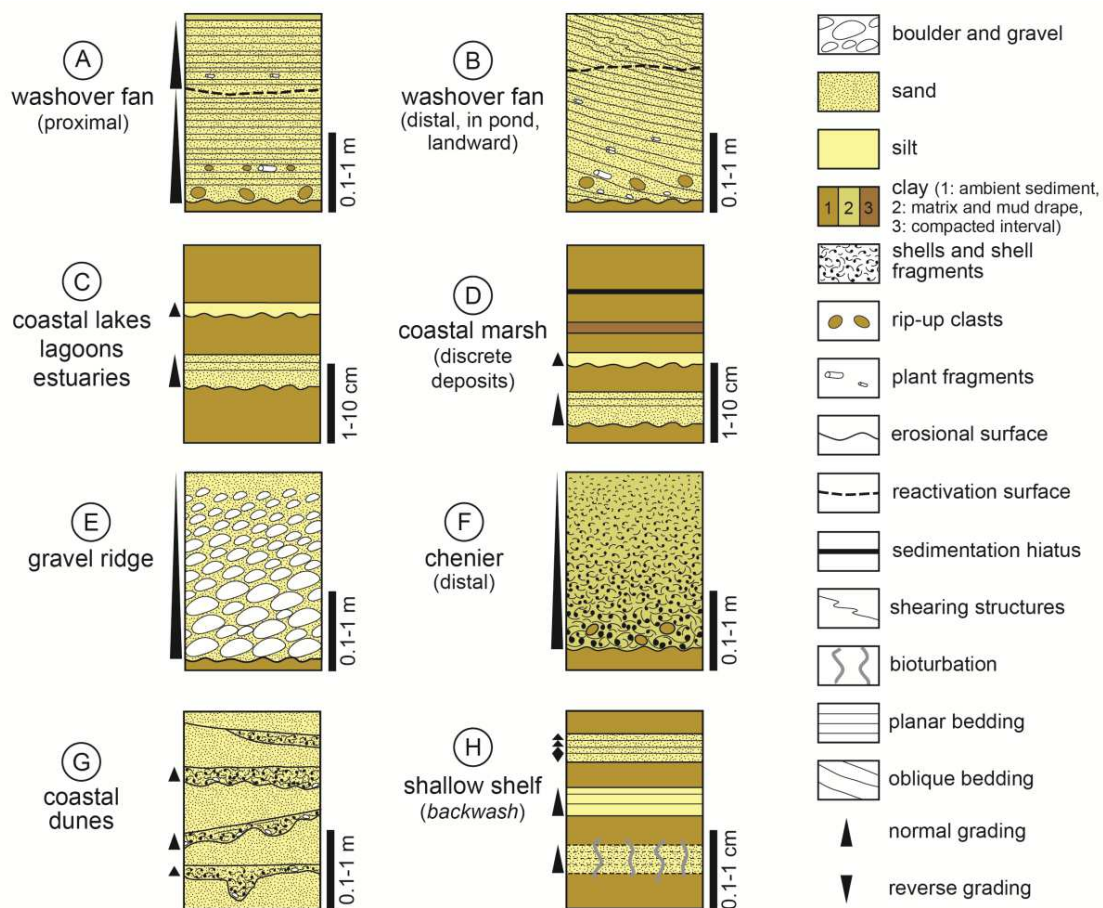 A
washover fan
(proximal)
0.1-1 m
B
washover fan
(distal, in pond,
landward)
0.1-1 m
C
coastal lakes
lagoons
estuaries
1-10 cm
D
coastal marsh
(discrete
deposits)
1-10 cm
E
gravel ridge
0.1-1 m
F
chenier
(distal)
0.1-1 m
G
coastal
dunes
0.1-1 m
H
shallow shelf
(backwash)
0.1-1 cm
boulder and gravel
sand
silt
1 2 3
clay (1: ambient sediment,
2: matrix and mud drape,
3: compacted interval)
shells and shell
fragments
rip-up clasts
plant fragments
erosional surface
reactivation surface
sedimentation hiatus
shearing structures
bioturbation
planar bedding
oblique bedding
normal grading
reverse grading